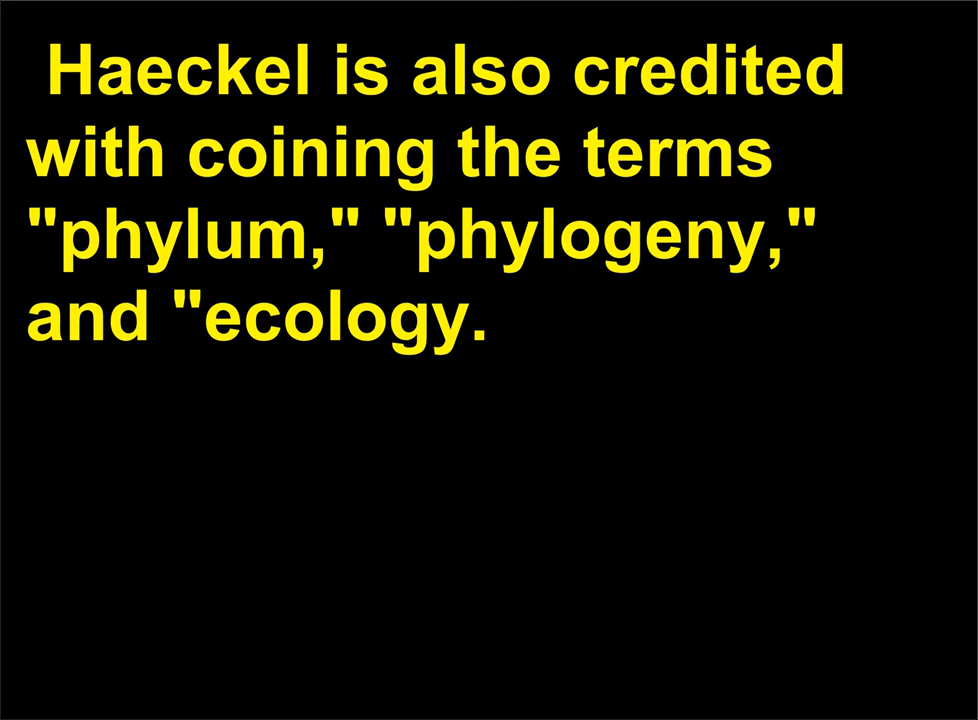 Haeckel is also credited
with coining the terms
"phylum," "phylogeny,"
and "ecology.